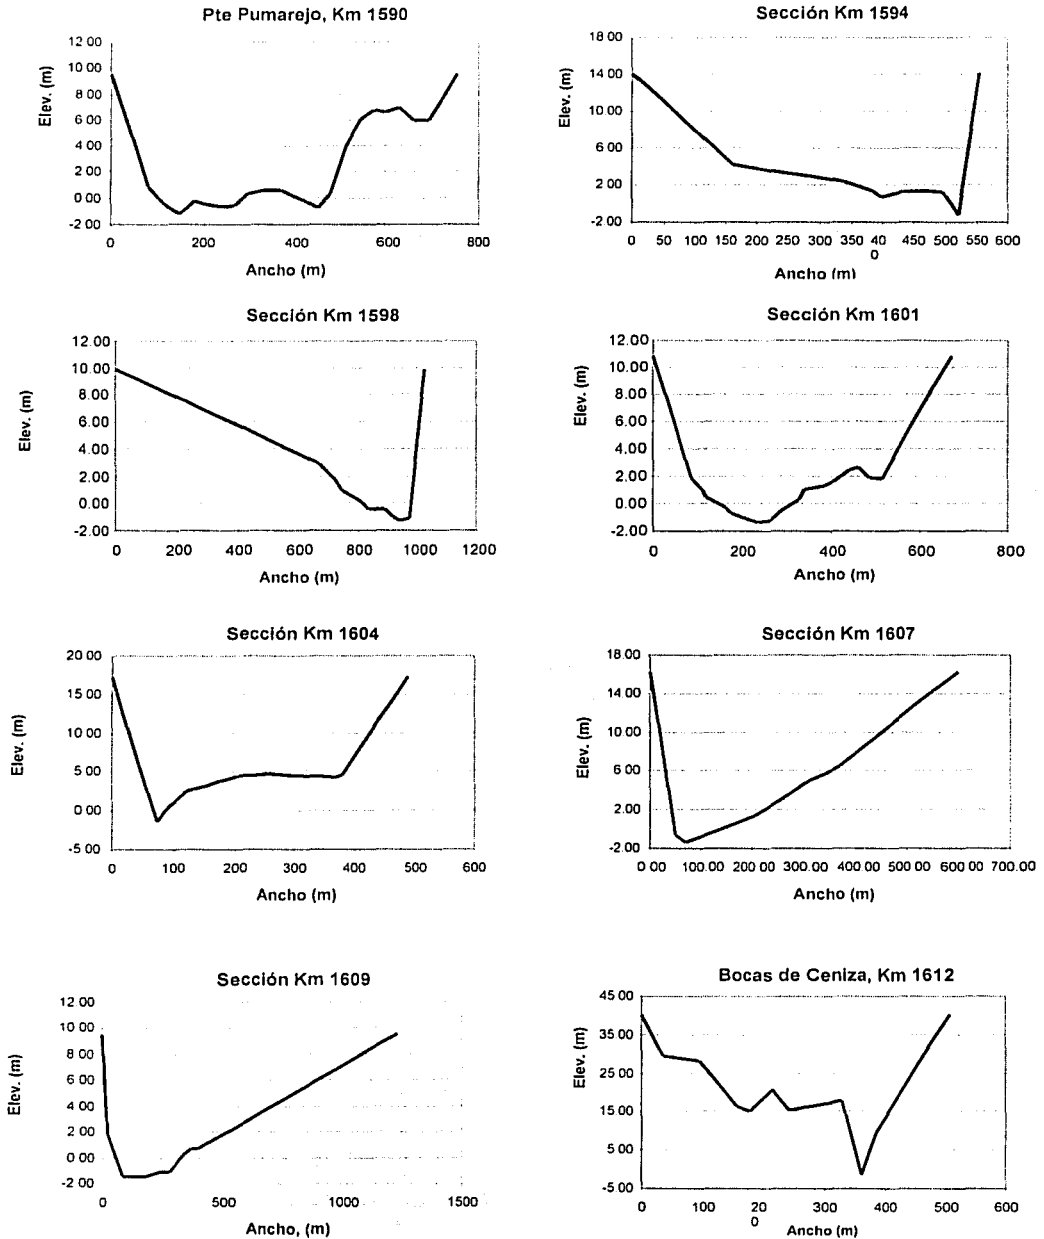 Pte Pumarejo, Km 1590
Elev. (m)
12 00
10 00
8 00
6 00
4 00
2 00
0 00
-2 00
0 200 400 600 800
Ancho (m)
Sección Km 1594
Elev. (m)
18 00
14 00
10 00
6 00
2 00
-2 00
0 50 100 150 200 250 300 350 40 450 500 550 600
0
Ancho (m)
Sección Km 1598
Elev. (m)
12.00
10.00
8 00
6 00
4 00
2 00
0.00
-2.00
0 200 400 600 800 1000 1200
Ancho (m)
Sección Km 1601
Elev. (m)
12.00
10.00
8.00
6.00
4 00
2 00
0.00
-2.00
0 200 400 600 800
Ancho (m)
Sección Km 1604
Elev. (m)
20 00
15 00
10 00
5 00
0 00
-5 00
0 100 200 300 400 500 600
Ancho (m)
Sección Km 1607
Elev. (m)
18 00
14 00
10 00
6 00
2.00
-2 00
0 00 100.00 200 00 300.00 400 00 500 00 600 00 700.00
Ancho (m)
Sección Km 1609
Elev. (m)
12 00
10 00
8 00
6 00
4 00
2 00
0 00
-2 00
0 500 1000 1500
Ancho, (m)
Bocas de Ceniza, Km 1612
Elev. (m)
45 00
35.00
25 00
15.00
5 00
-5.00
0 100 20 300 400 500 600
0
Ancho (m)